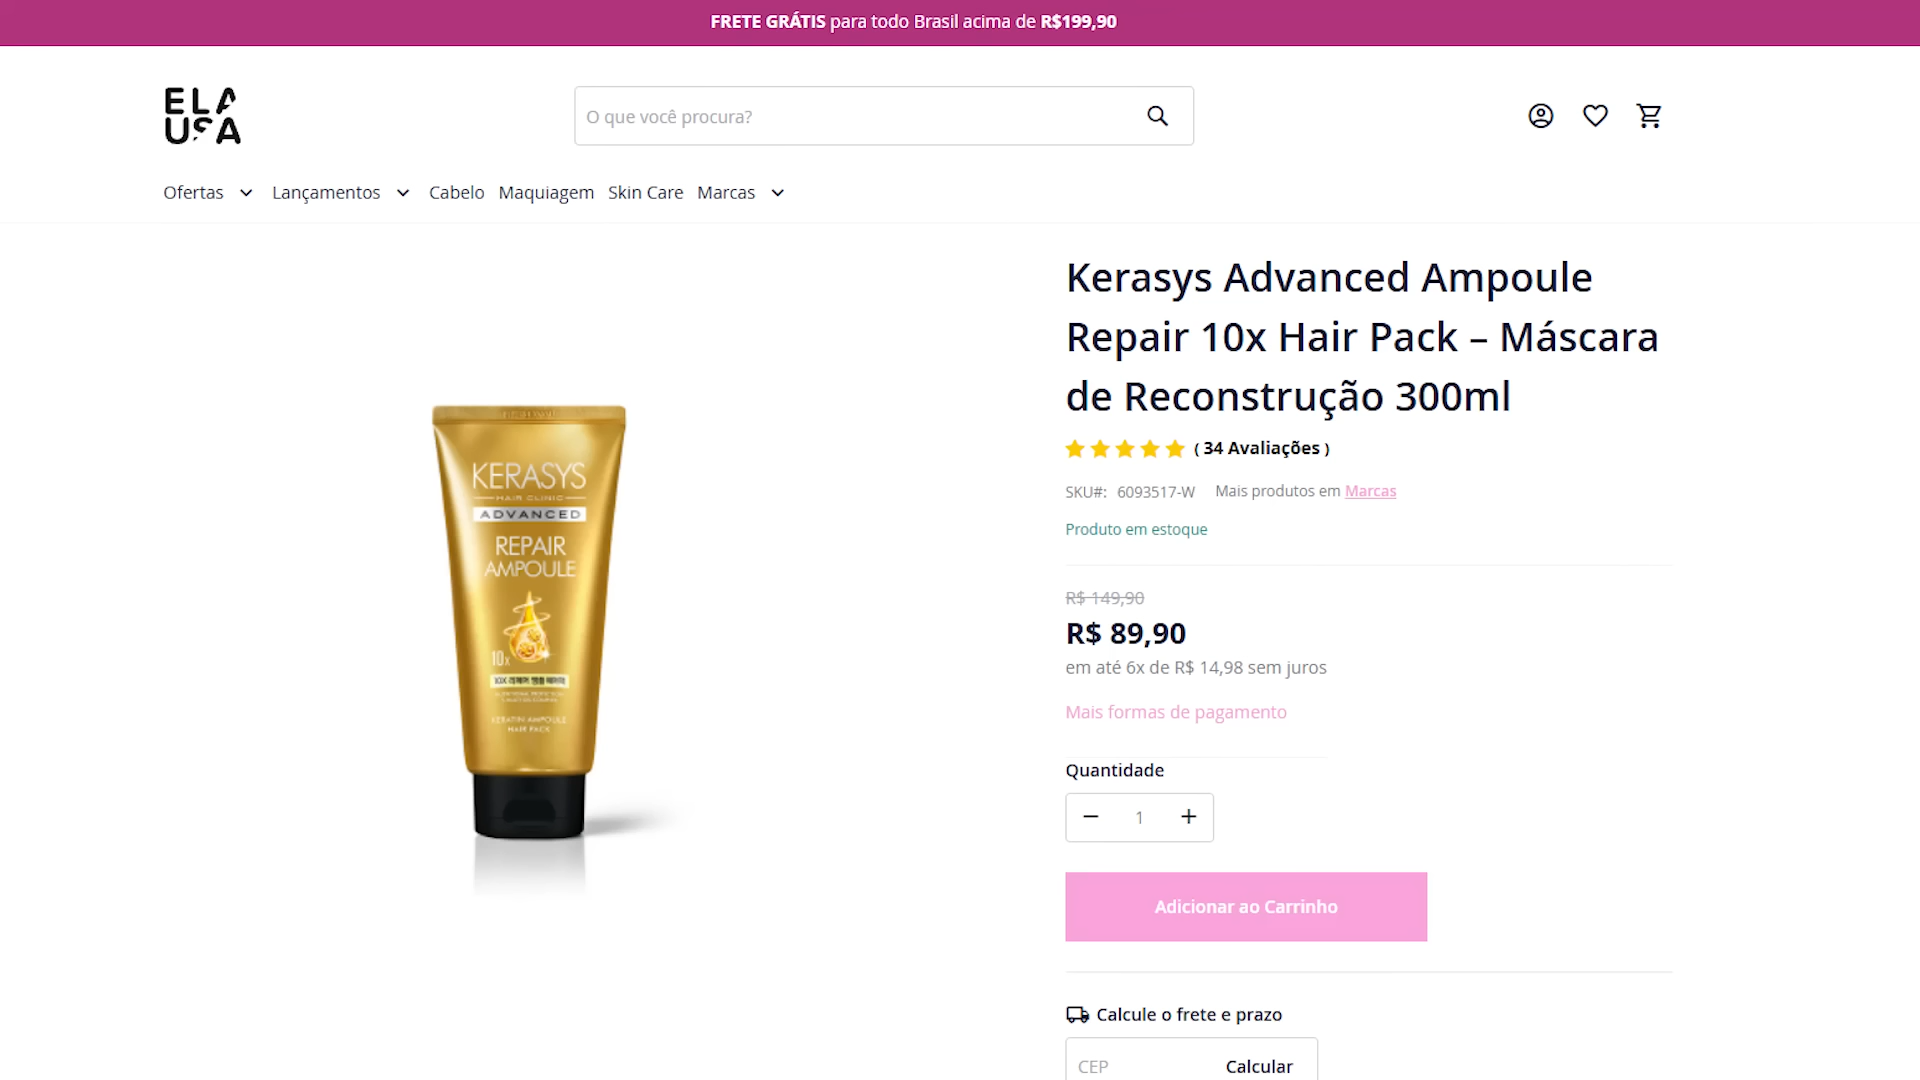 FRETE GRÁTIS para todo Brasil acima de R$199,90
ELA
USA
O que você procura?
Ofertas Lançamentos Cabelo Maquiagem Skin Care Marcas
Kerasys Advanced Ampoule
Repair 10x Hair Pack – Máscara
de Reconstrução 300ml
( 34 Avaliações )
SKU#: 6093517-W Mais produtos em Marcas
Produto em estoque
R$ 149,90
R$ 89,90
em até 6x de R$ 14,98 sem juros
Mais formas de pagamento
Quantidade
1
Adicionar ao Carrinho
Calcule o frete e prazo
CEP Calcular
KERASYS
HAIR CLINIC
ADVANCED
REPAIR
AMPOULE
10x
KERATIN AMPOULE
HAIR PACK